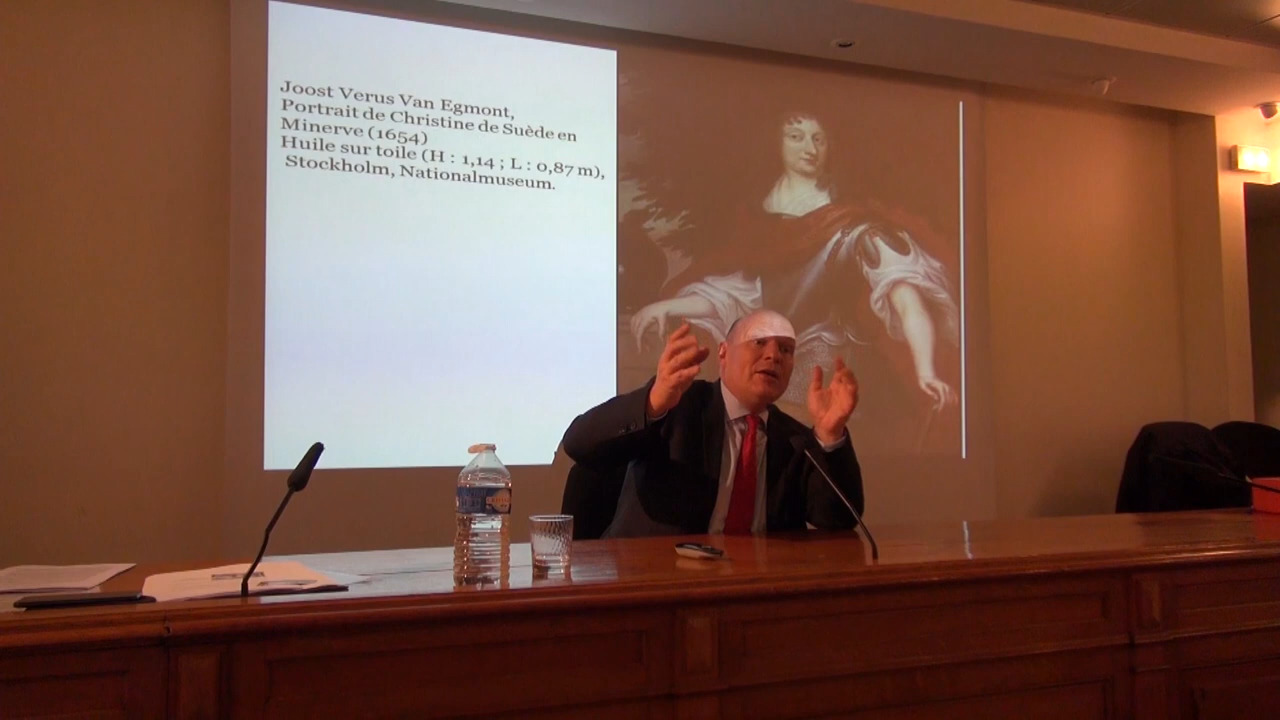 Joost Verus Van Egmont,
Portrait de Christine de Suède en
Minerve (1654)
Huile sur toile (H : 1,14 ; L : 0,87 m),
Stockholm, Nationalmuseum.